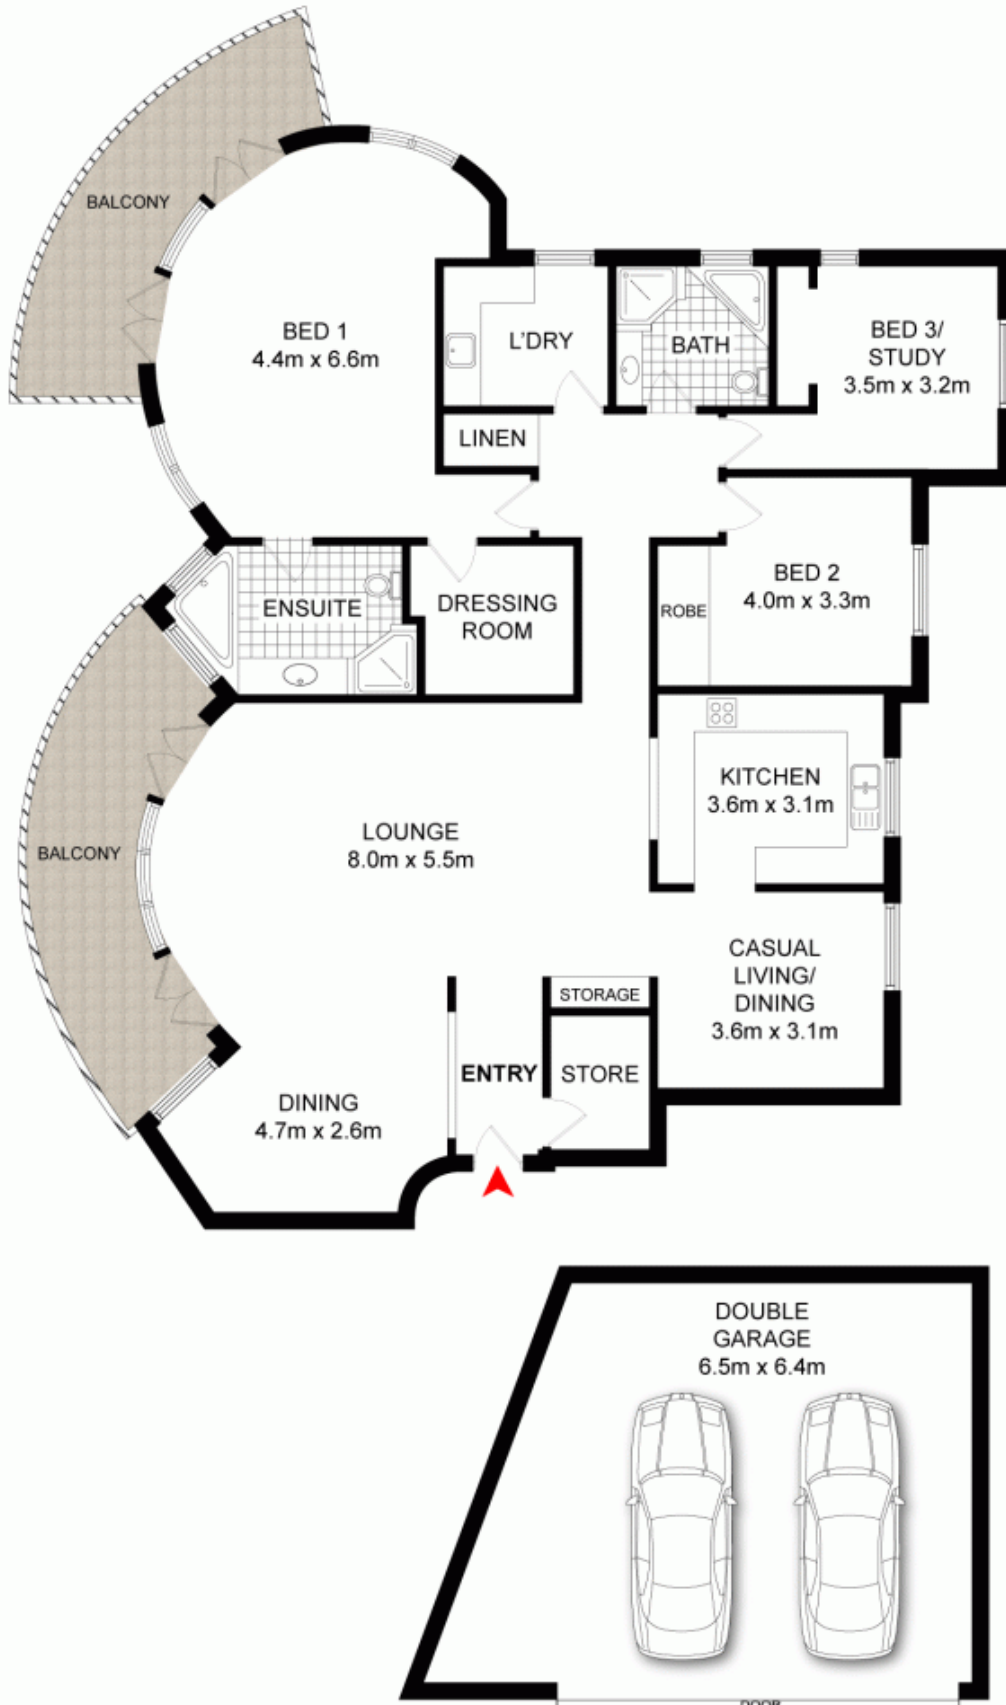 BALCONY
BED 1
4.4m x 6.6m
L'DRY
BATH
BED 3/
STUDY
3.5m x 3.2m
LINEN
ENSUITE
DRESSING
ROOM
ROBE
BED 2
4.0m x 3.3m
KITCHEN
3.6m x 3.1m
LOUNGE
8.0m x 5.5m
BALCONY
CASUAL
LIVING/
DINING
3.6m x 3.1m
STORAGE
ENTRY
STORE
DINING
4.7m x 2.6m
DOUBLE
GARAGE
6.5m x 6.4m
DOOR